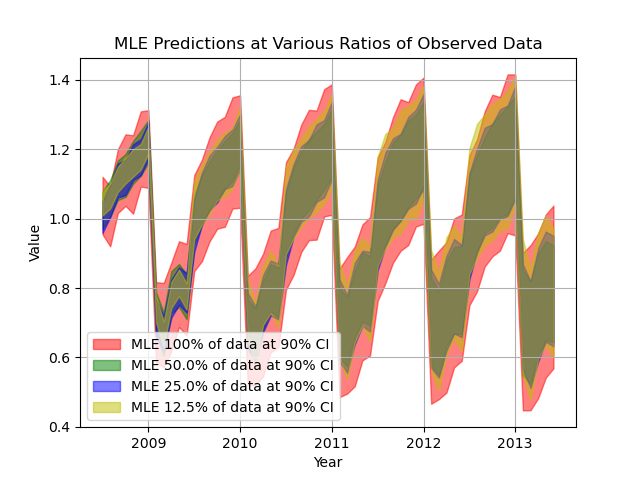 MLE Predictions at Various Ratios of Observed Data
1.4
1.2
1.0
0.8
0.6
0.4
Value
MLE 100% of data at 90% CI
MLE 50.0% of data at 90% CI
MLE 25.0% of data at 90% CI
MLE 12.5% of data at 90% CI
2009 2010 2011 2012 2013
Year